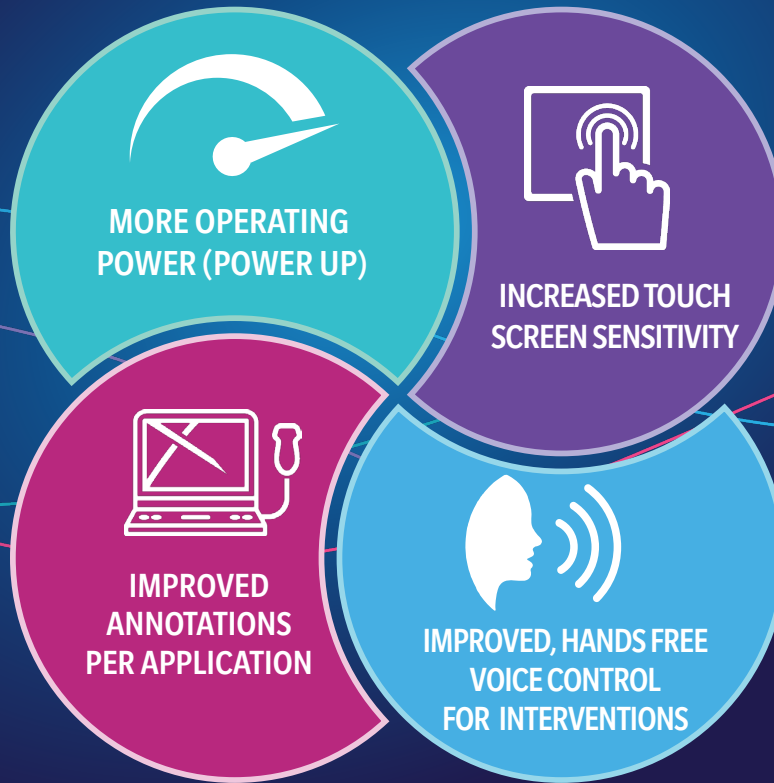 MORE OPERATING
POWER (POWER UP)
INCREASED TOUCH
SCREEN SENSITIVITY
IMPROVED
ANNOTATIONS
PER APPLICATION
IMPROVED, HANDS FREE
VOICE CONTROL
FOR INTERVENTIONS